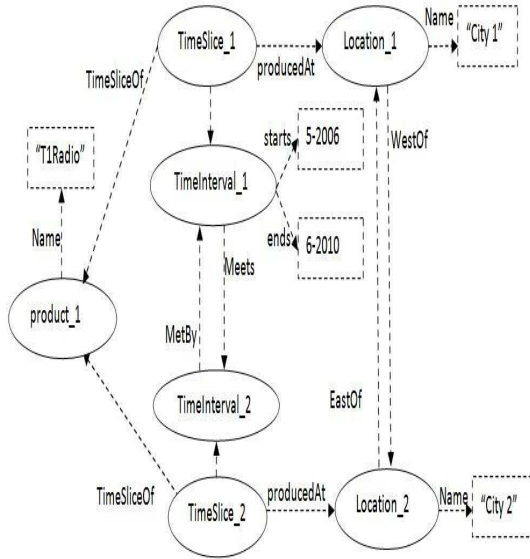 Name
TimeSlice_1
Location_1
"City 1"
producedAt
TimeSliceOf
starts
5-2006
WestOf
"T1Radio"
TimeInterval_1
ends
6-2010
Name
Meets
product_1
MetBy
EastOf
TimeInterval_2
TimeSliceOf
producedAt
Name
TimeSlice_2
Location_2
"City 2"